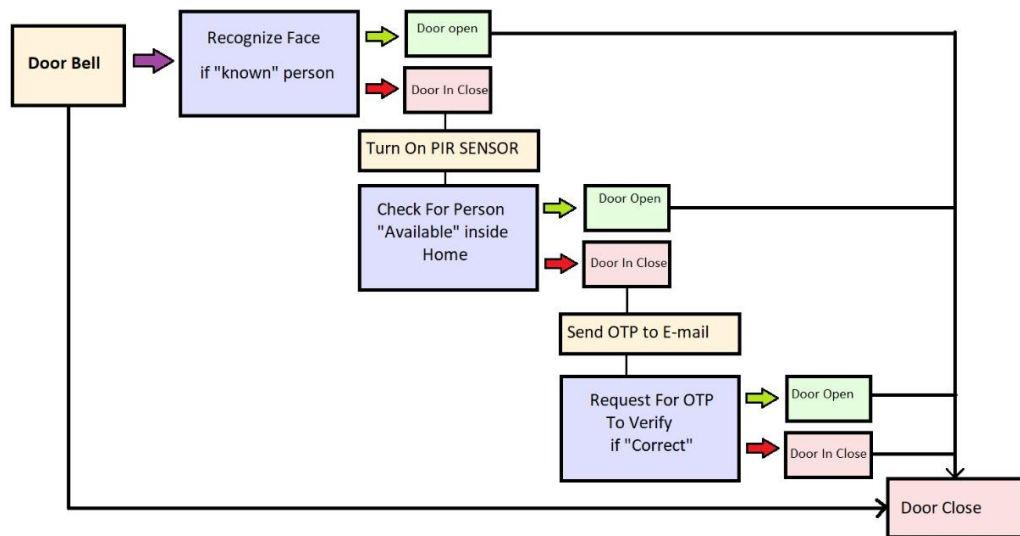 Door Bell
Recognize Face
if "known" person
Door open
Door In Close
Turn On PIR SENSOR
Check For Person
"Available" inside
Home
Door Open
Door In Close
Send OTP to E-mail
Request For OTP
To Verify
if "Correct"
Door Open
Door In Close
Door Close